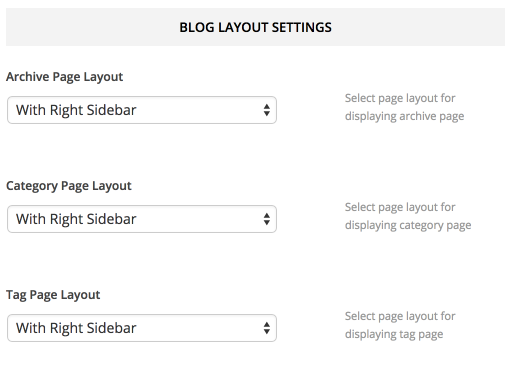 BLOG LAYOUT SETTINGS
Archive Page Layout
With Right Sidebar
Select page layout for
displaying archive page
Category Page Layout
With Right Sidebar
Select page layout for
displaying category page
Tag Page Layout
With Right Sidebar
Select page layout for
displaying tag page